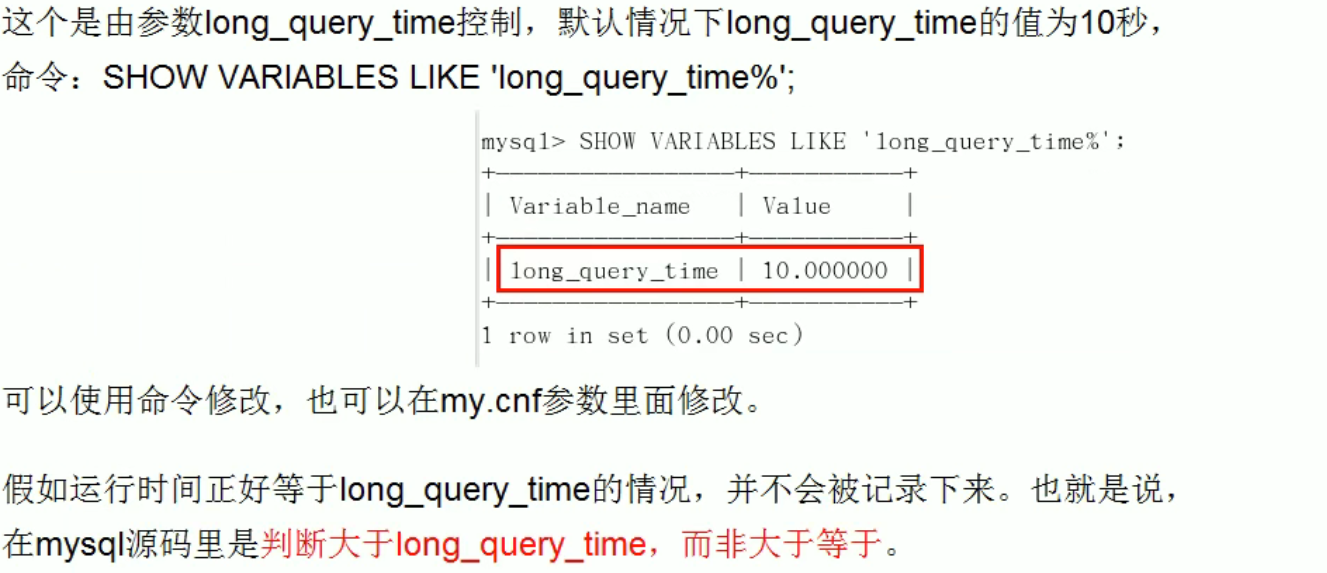 这个是由参数long_query_time控制，默认情况下long_query_time的值为10秒，
命令：SHOW VARIABLES LIKE 'long_query_time%';
mysql> SHOW VARIABLES LIKE 'long_query_time%';
+-----------------+-----------+
| Variable_name | Value |
+-----------------+-----------+
| long_query_time | 10.000000 |
+-----------------+-----------+
1 row in set (0.00 sec)
可以使用命令修改，也可以在my.cnf参数里面修改。
假如运行时间正好等于long_query_time的情况，并不会被记录下来。也就是说，
在mysql源码里是判断大于long_query_time，而非大于等于。